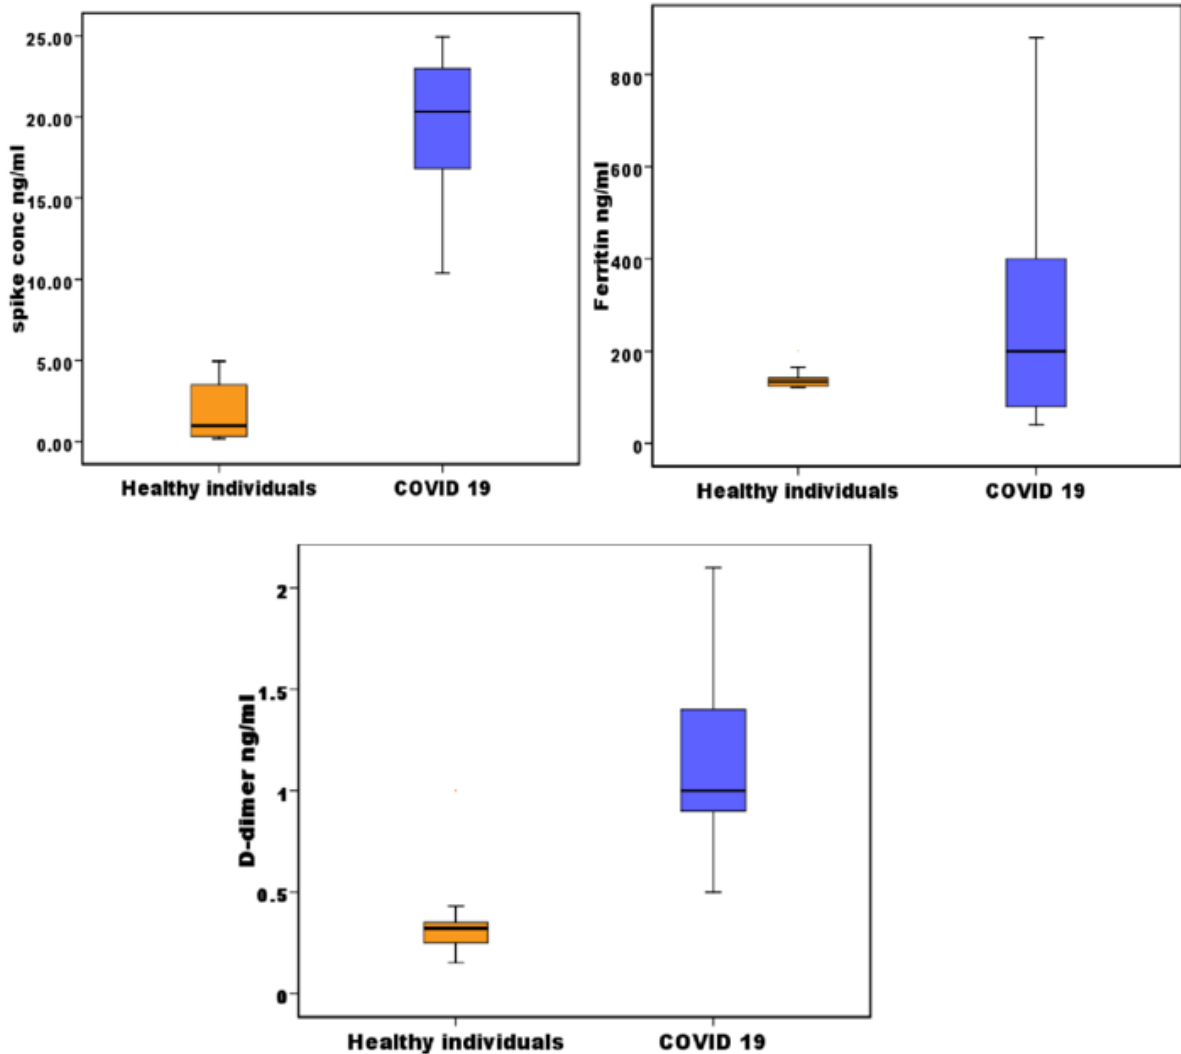 spike conc ng/ml
25.00
20.00
15.00
10.00
5.00
0.00
Healthy individuals
COVID 19
Ferritin ng/ml
800
600
400
200
0
Healthy individuals
COVID 19
D-dimer ng/ml
2
1.5
1
0.5
0
Healthy individuals
COVID 19